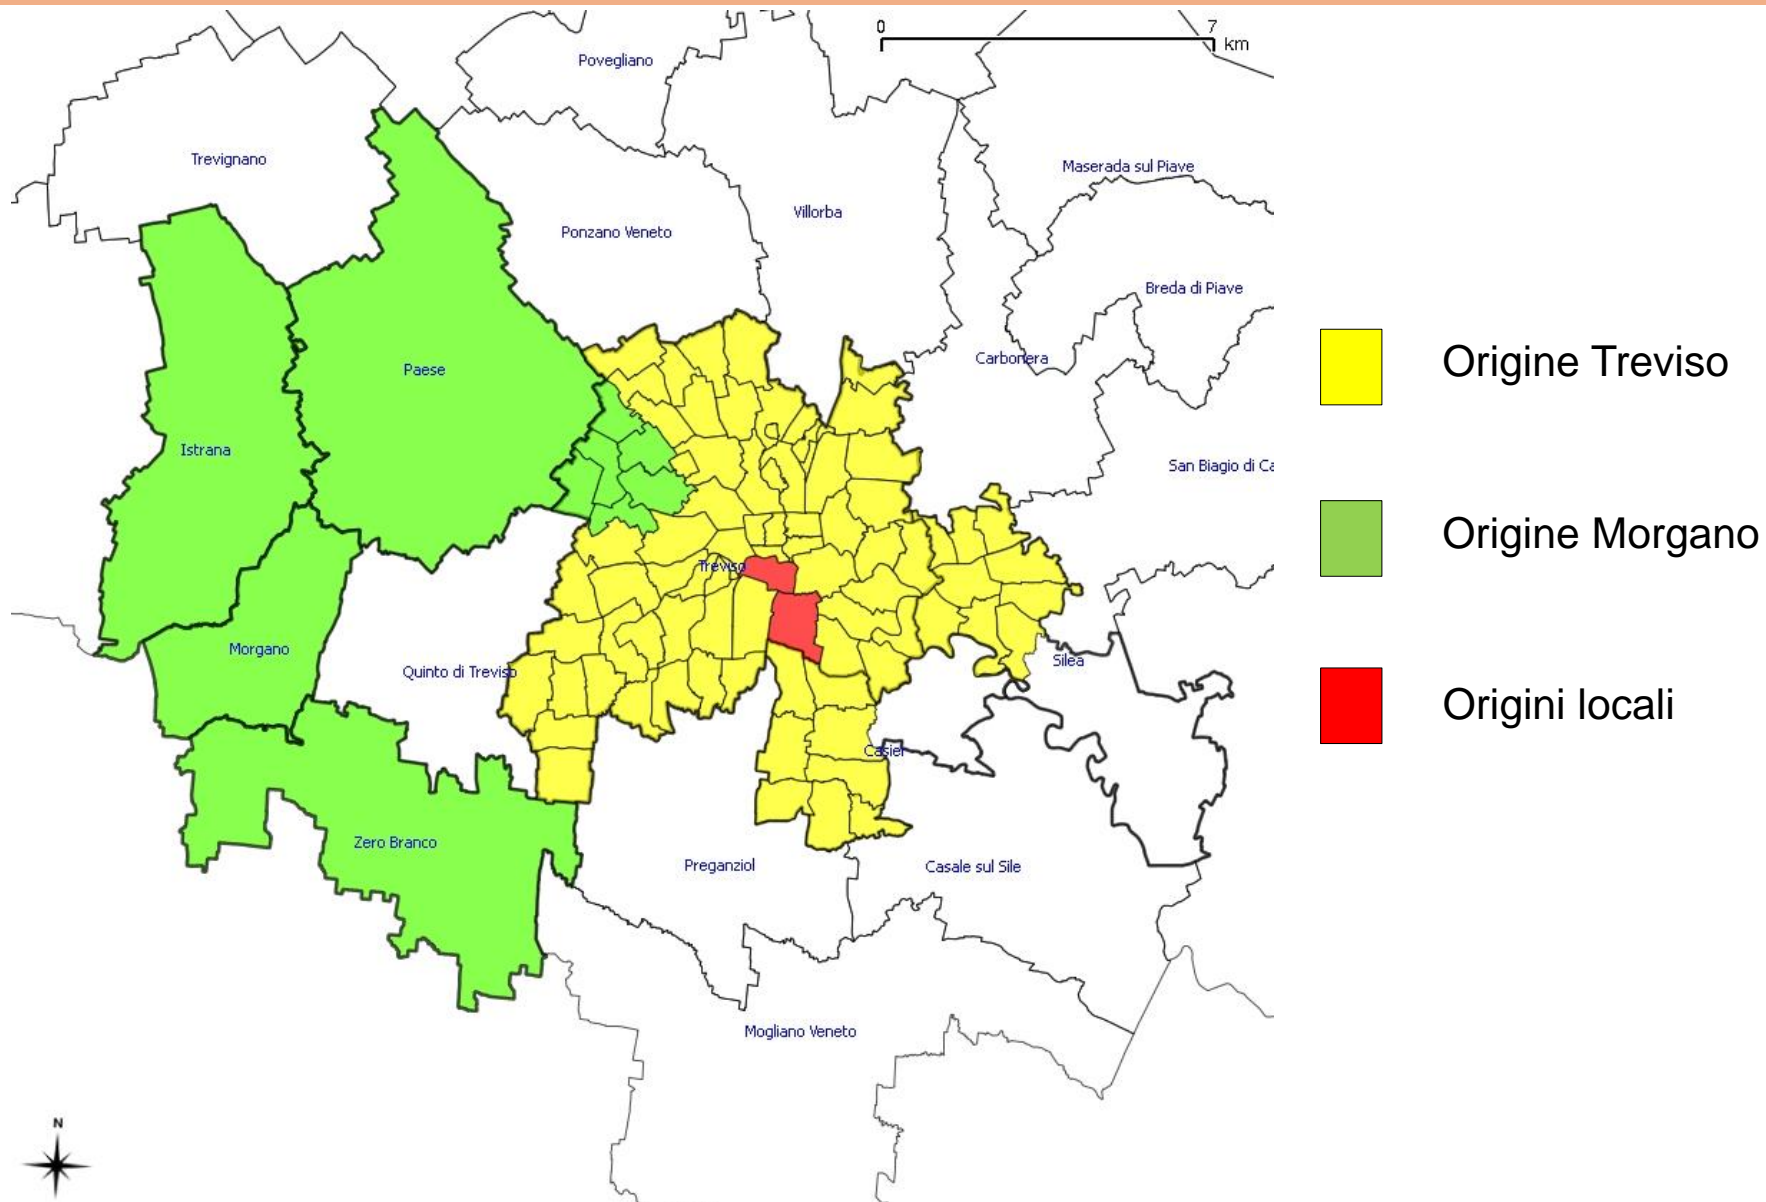 0 7
km
Povegliano
Trevignano
Maserada sul Piave
Villorba
Ponzano Veneto
Breda di Piave
Carbonera
Paese
Istrana
San Biagio di Ca
Treviso
Morgano
Quinto di Treviso
Silea
Casier
Zero Branco
Preganziol
Casale sul Sile
Mogliano Veneto
N
Origine Treviso
Origine Morgano
Origini locali